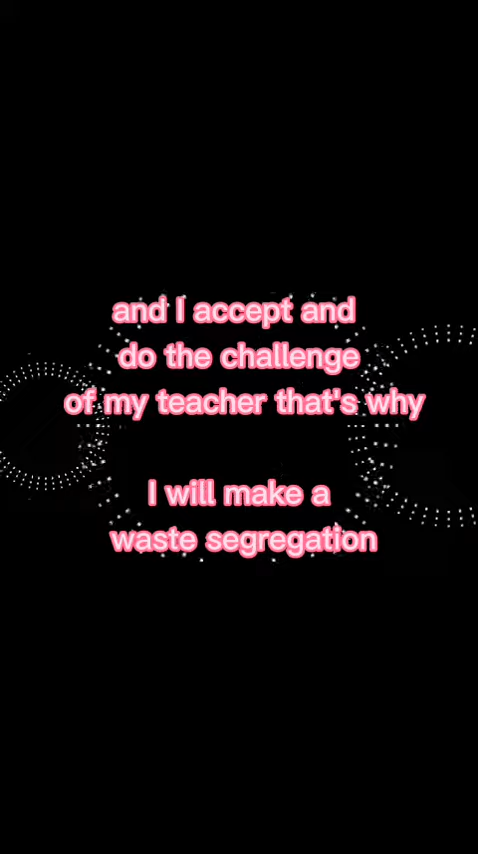 and I accept and
do the challenge
of my teacher that's why
I will make a
waste segregation